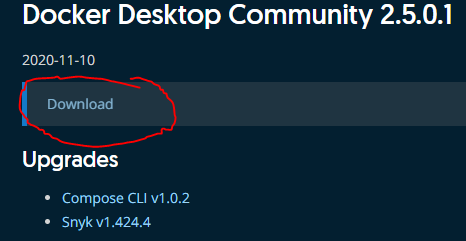 Docker Desktop Community 2.5.0.1
2020-11-10
Download
Upgrades
Compose CLI v1.0.2
Snyk v1.424.4